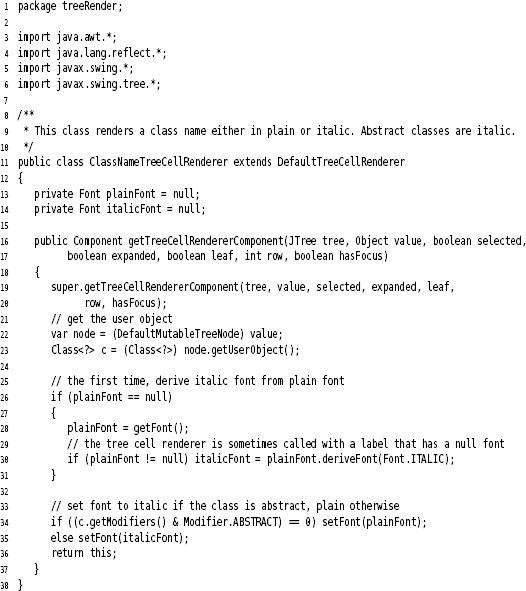 1 package treeRender;
2
3 import java.awt.*;
4 import java.lang.reflect.*;
5 import javax.swing.*;
6 import javax.swing.tree.*;
7
8 /**
9  * This class renders a class name either in plain or italic. Abstract classes are italic.
10  */
11 public class ClassNameTreeCellRenderer extends DefaultTreeCellRenderer
12 {
13    private Font plainFont = null;
14    private Font italicFont = null;
15
16    public Component getTreeCellRendererComponent(JTree tree, Object value, boolean selected,
17          boolean expanded, boolean leaf, int row, boolean hasFocus)
18    {
19       super.getTreeCellRendererComponent(tree, value, selected, expanded, leaf,
20             row, hasFocus);
21       // get the user object
22       var node = (DefaultMutableTreeNode) value;
23       Class<?> c = (Class<?>) node.getUserObject();
24
25       // the first time, derive italic font from plain font
26       if (plainFont == null)
27       {
28          plainFont = getFont();
29          // the tree cell renderer is sometimes called with a label that has a null font
30          if (plainFont != null) italicFont = plainFont.deriveFont(Font.ITALIC);
31       }
32
33       // set font to italic if the class is abstract, plain otherwise
34       if ((c.getModifiers() & Modifier.ABSTRACT) == 0) setFont(plainFont);
35       else setFont(italicFont);
36       return this;
37    }
38 }